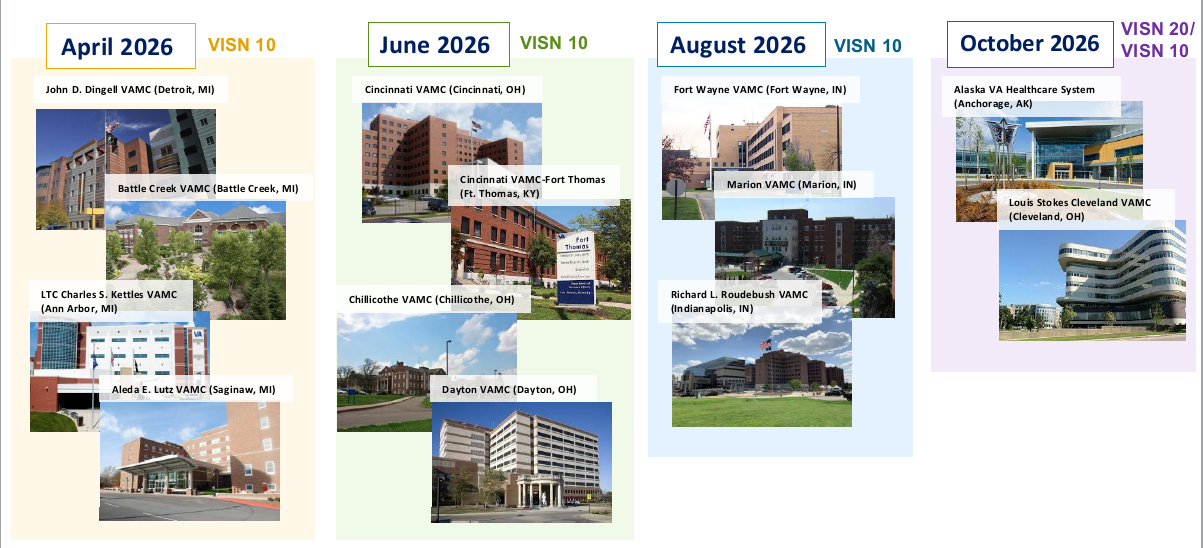 April 2026
VISN 10
John D. Dingell VAMC (Detroit, MI)
Battle Creek VAMC (Battle Creek, MI)
LTC Charles S. Kettles VAMC
(Ann Arbor, MI)
VA
Aleda E. Lutz VAMC (Saginaw, MI)
June 2026
VISN 10
Cincinnati VAMC (Cincinnati, OH)
Cincinnati VAMC-Fort Thomas
(Ft. Thomas, KY)
Fort
Thomas
Chillicothe VAMC (Chillicothe, OH)
Dayton VAMC (Dayton, OH)
August 2026
VISN 10
Fort Wayne VAMC (Fort Wayne, IN)
Marion VAMC (Marion, IN)
Richard L. Roudebush VAMC
(Indianapolis, IN)
October 2026
VISN 20/
VISN 10
Alaska VA Healthcare System
(Anchorage, AK)
Louis Stokes Cleveland VAMC
(Cleveland, OH)